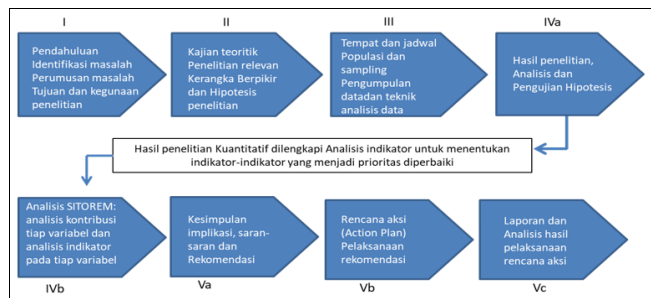 I
II
III
IVa
Pendahuluan
Identifikasi masalah
Perumusan masalah
Tujuan dan kegunaan
penelitian
Kajian teoritik
Penelitian relevan
Kerangka Berpikir
dan Hipotesis
penelitian
Tempat dan jadwal
Populasi dan
sampling
Pengumpulan
datadan teknik
analisis data
Hasil penelitian,
Analisis dan
Pengujian Hipotesis
Hasil penelitian Kuantitatif dilengkapi Analisis indikator untuk menentukan
indikator-indikator yang menjadi prioritas diperbaiki
Analisis SITOREM:
analisis kontribusi
tiap variabel dan
analisis indikator
pada tiap variabel
Kesimpulan
implikasi, saran-
saran dan
Rekomendasi
Rencana aksi
(Action Plan)
Pelaksanaan
rekomendasi
Laporan dan
Analisis hasil
pelaksanaan
rencana aksi
IVb
Va
Vb
Vc